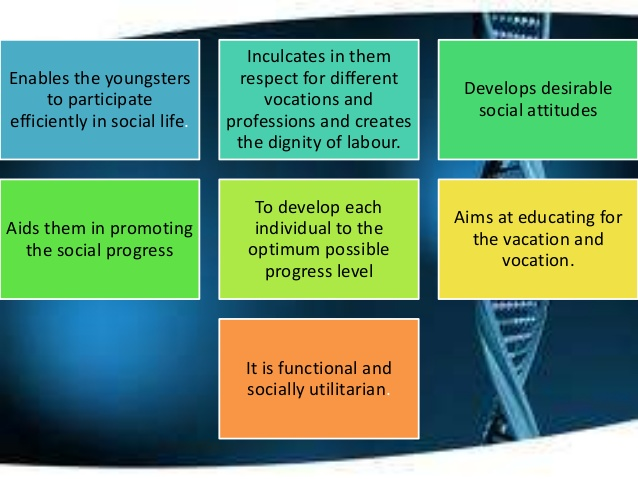 Enables the youngsters
to participate
efficiently in social life.
Inculcates in them
respect for different
vocations and
professions and creates
the dignity of labour.
Develops desirable
social attitudes
Aids them in promoting
the social progress
To develop each
individual to the
optimum possible
progress level
Aims at educating for
the vacation and
vocation.
It is functional and
socially utilitarian.